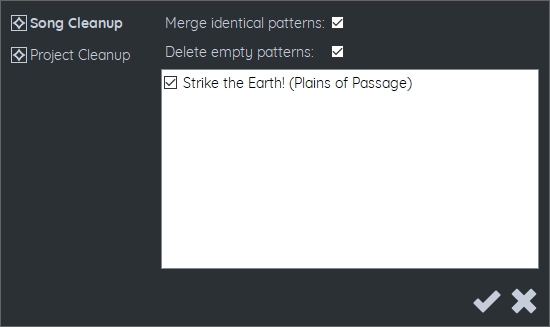 Song Cleanup
Merge identical patterns:
Project Cleanup
Delete empty patterns:
Strike the Earth! (Plains of Passage)